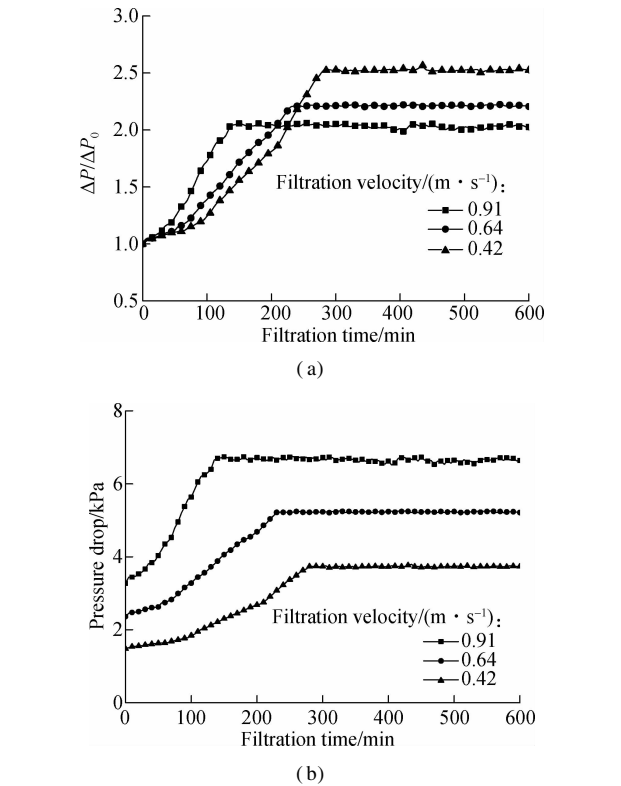 3.0
2.5
2.0
1.5
1.0
0.5
ΔP/ΔP₀
Filtration velocity/(m · s⁻¹):
0.91
0.64
0.42
0 100 200 300 400 500 600
Filtration time/min
(a)
8
6
4
2
0
Pressure drop/kPa
Filtration velocity/(m · s⁻¹):
0.91
0.64
0.42
0 100 200 300 400 500 600
Filtration time/min
(b)